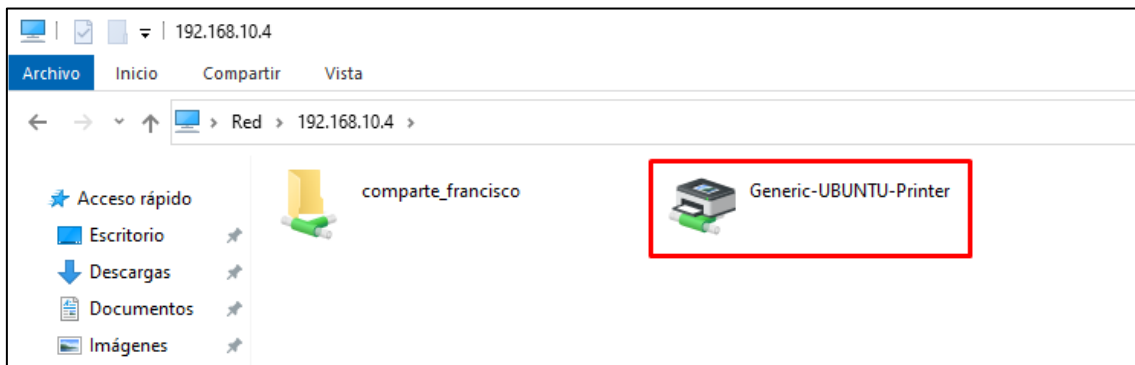 192.168.10.4
Archivo Inicio Compartir Vista
Red > 192.168.10.4 >
Acceso rápido
Escritorio
Descargas
Documentos
Imágenes
comparte_francisco
Generic-UBUNTU-Printer